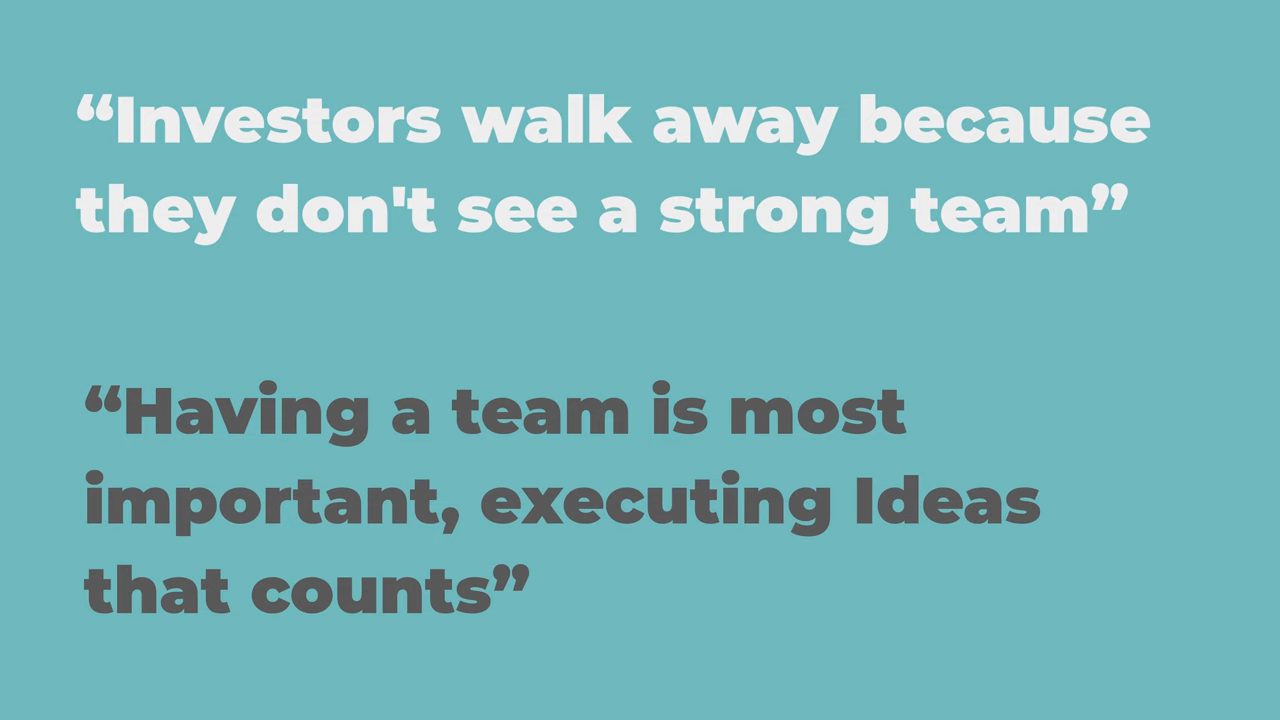 “Investors walk away because
they don't see a strong team”
“Having a team is most
important, executing Ideas
that counts”